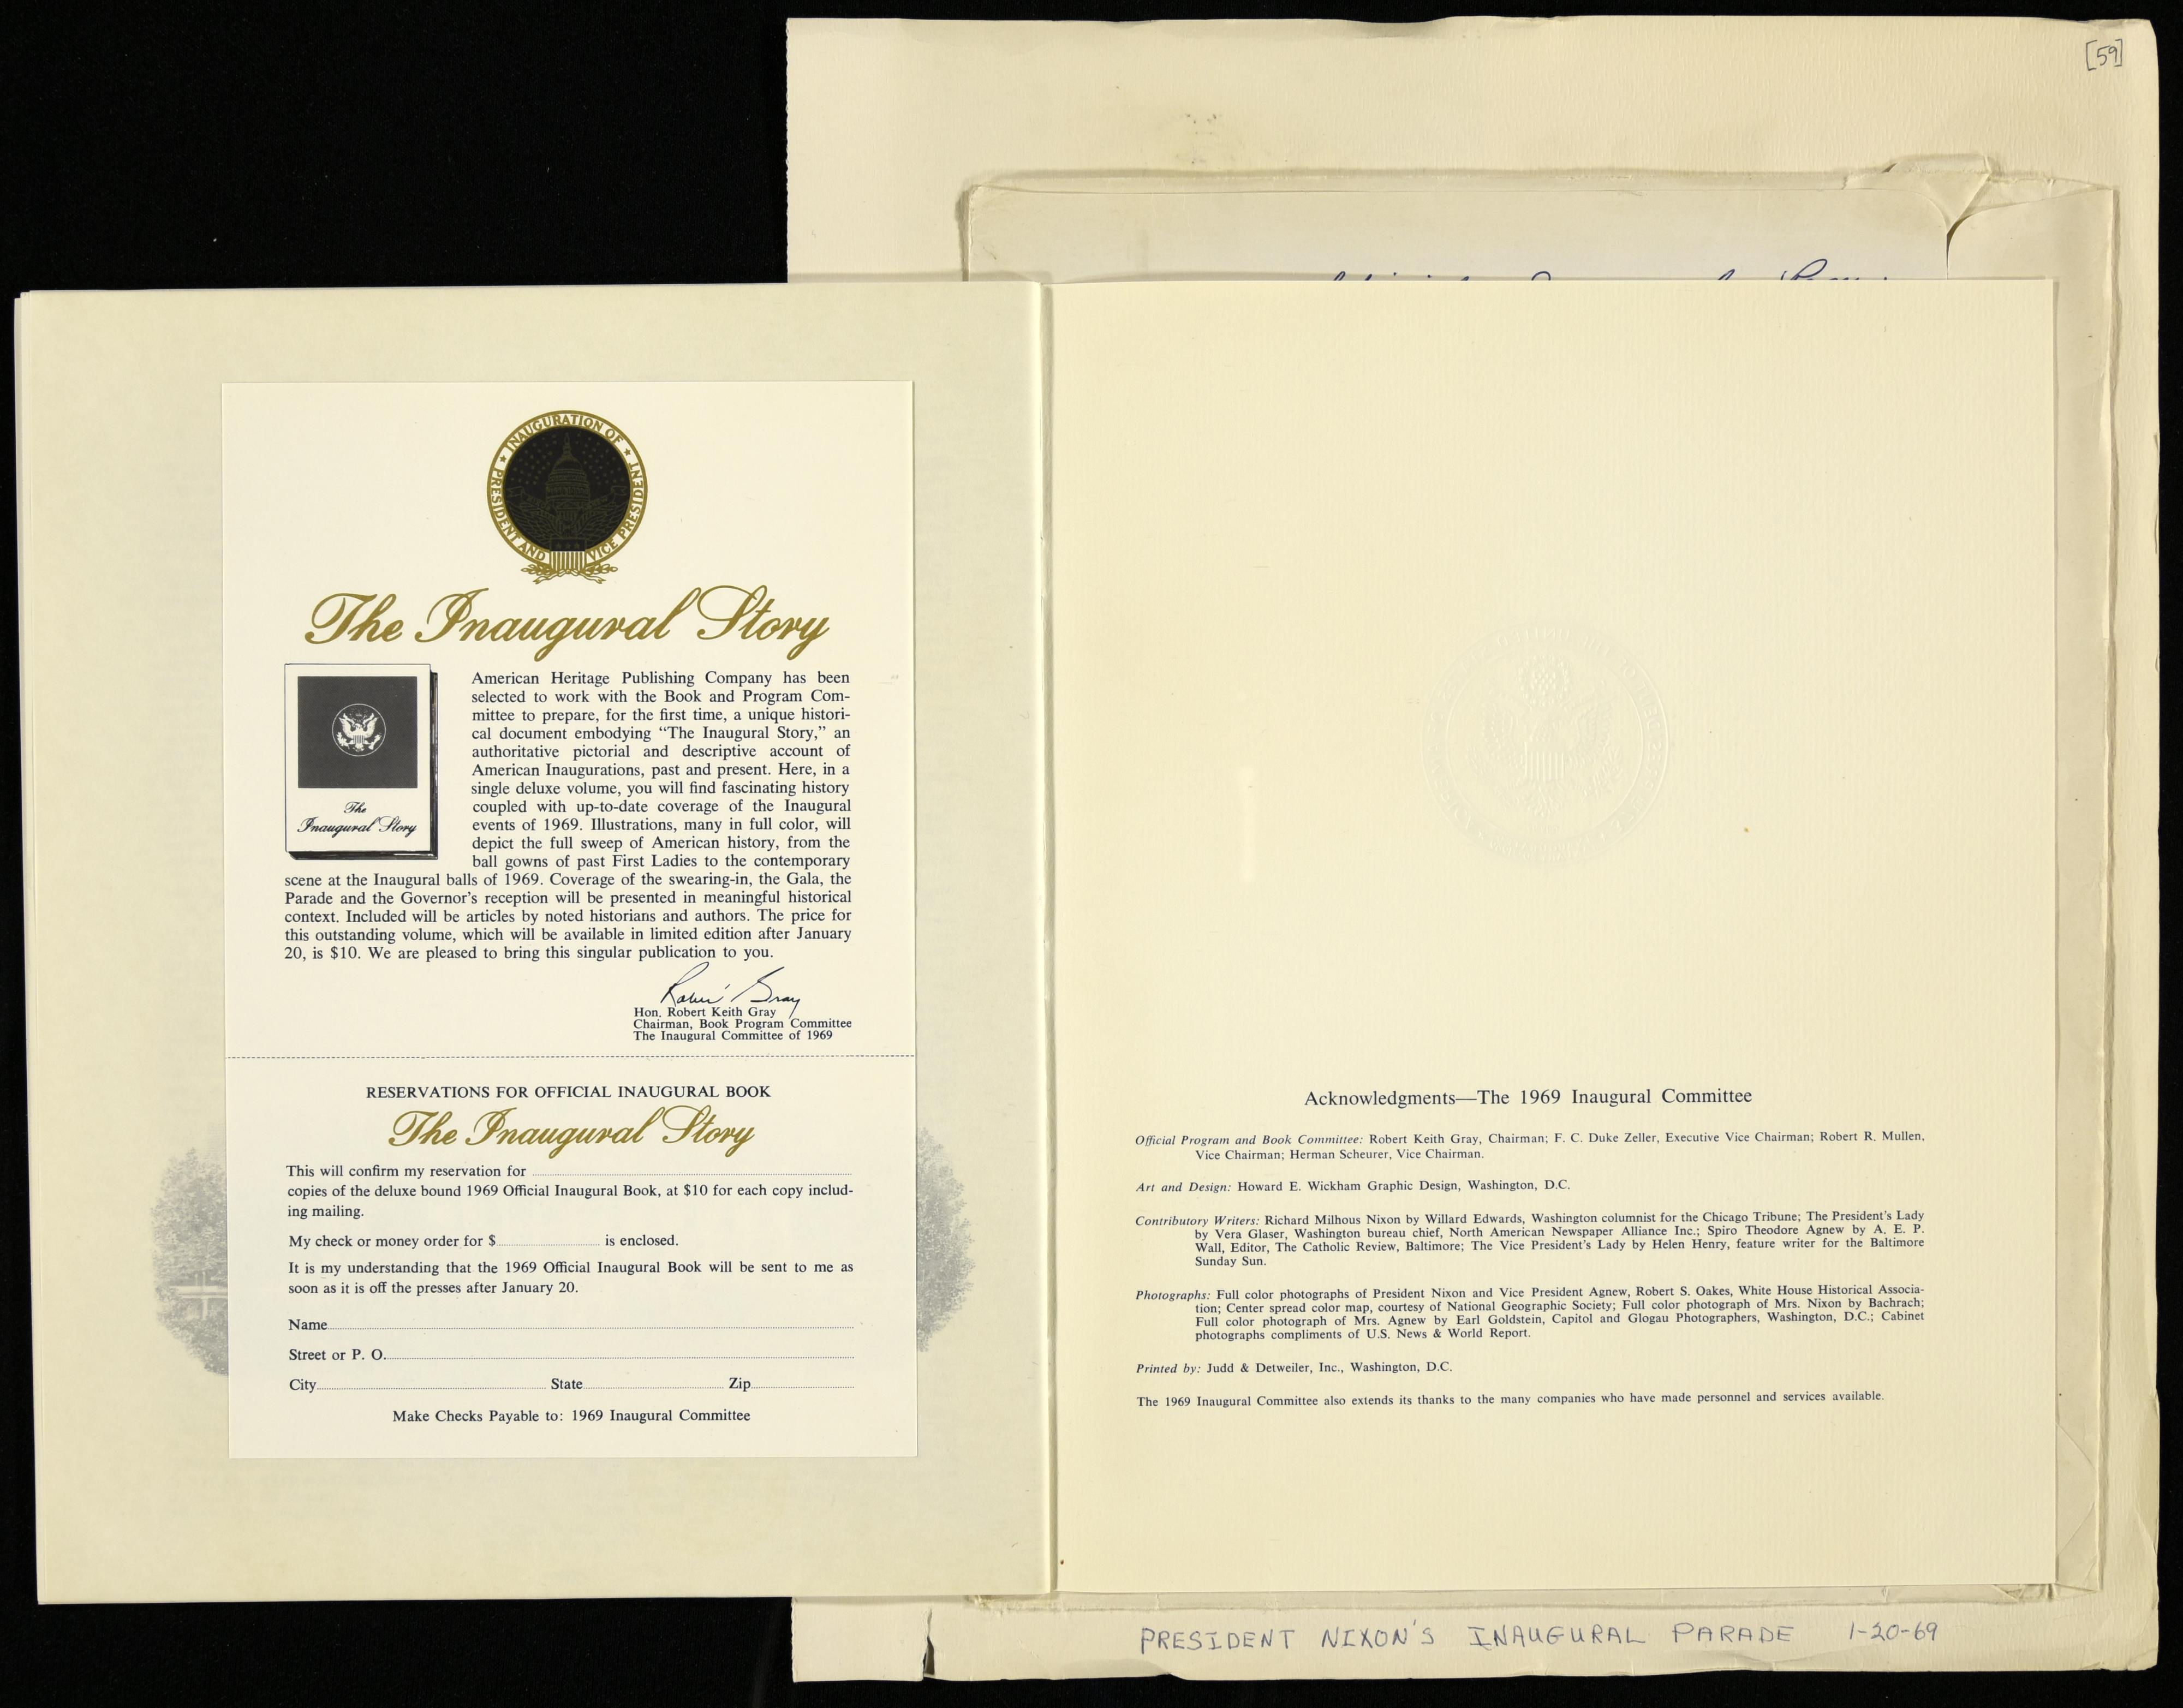 [59]
★ INAUGURATION OF ★
PRESIDENT AND VICE PRESIDENT
The Inaugural Story
The
Inaugural Story
American Heritage Publishing Company has been
selected to work with the Book and Program Com-
mittee to prepare, for the first time, a unique histori-
cal document embodying “The Inaugural Story,” an
authoritative pictorial and descriptive account of
American Inaugurations, past and present. Here, in a
single deluxe volume, you will find fascinating history
coupled with up-to-date coverage of the Inaugural
events of 1969. Illustrations, many in full color, will
depict the full sweep of American history, from the
ball gowns of past First Ladies to the contemporary
scene at the Inaugural balls of 1969. Coverage of the swearing-in, the Gala, the
Parade and the Governor’s reception will be presented in meaningful historical
context. Included will be articles by noted historians and authors. The price for
this outstanding volume, which will be available in limited edition after January
20, is $10. We are pleased to bring this singular publication to you.
Robert Gray
Hon. Robert Keith Gray
Chairman, Book Program Committee
The Inaugural Committee of 1969
RESERVATIONS FOR OFFICIAL INAUGURAL BOOK
The Inaugural Story
This will confirm my reservation for
copies of the deluxe bound 1969 Official Inaugural Book, at $10 for each copy includ-
ing mailing.
My check or money order for $ is enclosed.
It is my understanding that the 1969 Official Inaugural Book will be sent to me as
soon as it is off the presses after January 20.
Name
Street or P. O.
City State Zip
Make Checks Payable to: 1969 Inaugural Committee
Acknowledgments—The 1969 Inaugural Committee
Official Program and Book Committee: Robert Keith Gray, Chairman; F. C. Duke Zeller, Executive Vice Chairman; Robert R. Mullen,
Vice Chairman; Herman Scheurer, Vice Chairman.
Art and Design: Howard E. Wickham Graphic Design, Washington, D.C.
Contributory Writers: Richard Milhous Nixon by Willard Edwards, Washington columnist for the Chicago Tribune; The President’s Lady
by Vera Glaser, Washington bureau chief, North American Newspaper Alliance Inc.; Spiro Theodore Agnew by A. E. P.
Wall, Editor, The Catholic Review, Baltimore; The Vice President’s Lady by Helen Henry, feature writer for the Baltimore
Sunday Sun.
Photographs: Full color photographs of President Nixon and Vice President Agnew, Robert S. Oakes, White House Historical Associa-
tion; Center spread color map, courtesy of National Geographic Society; Full color photograph of Mrs. Nixon by Bachrach;
Full color photograph of Mrs. Agnew by Earl Goldstein, Capitol and Glogau Photographers, Washington, D.C.; Cabinet
photographs compliments of U.S. News & World Report.
Printed by: Judd & Detweiler, Inc., Washington, D.C.
The 1969 Inaugural Committee also extends its thanks to the many companies who have made personnel and services available.
PRESIDENT NIXON'S INAUGURAL PARADE 1-20-69